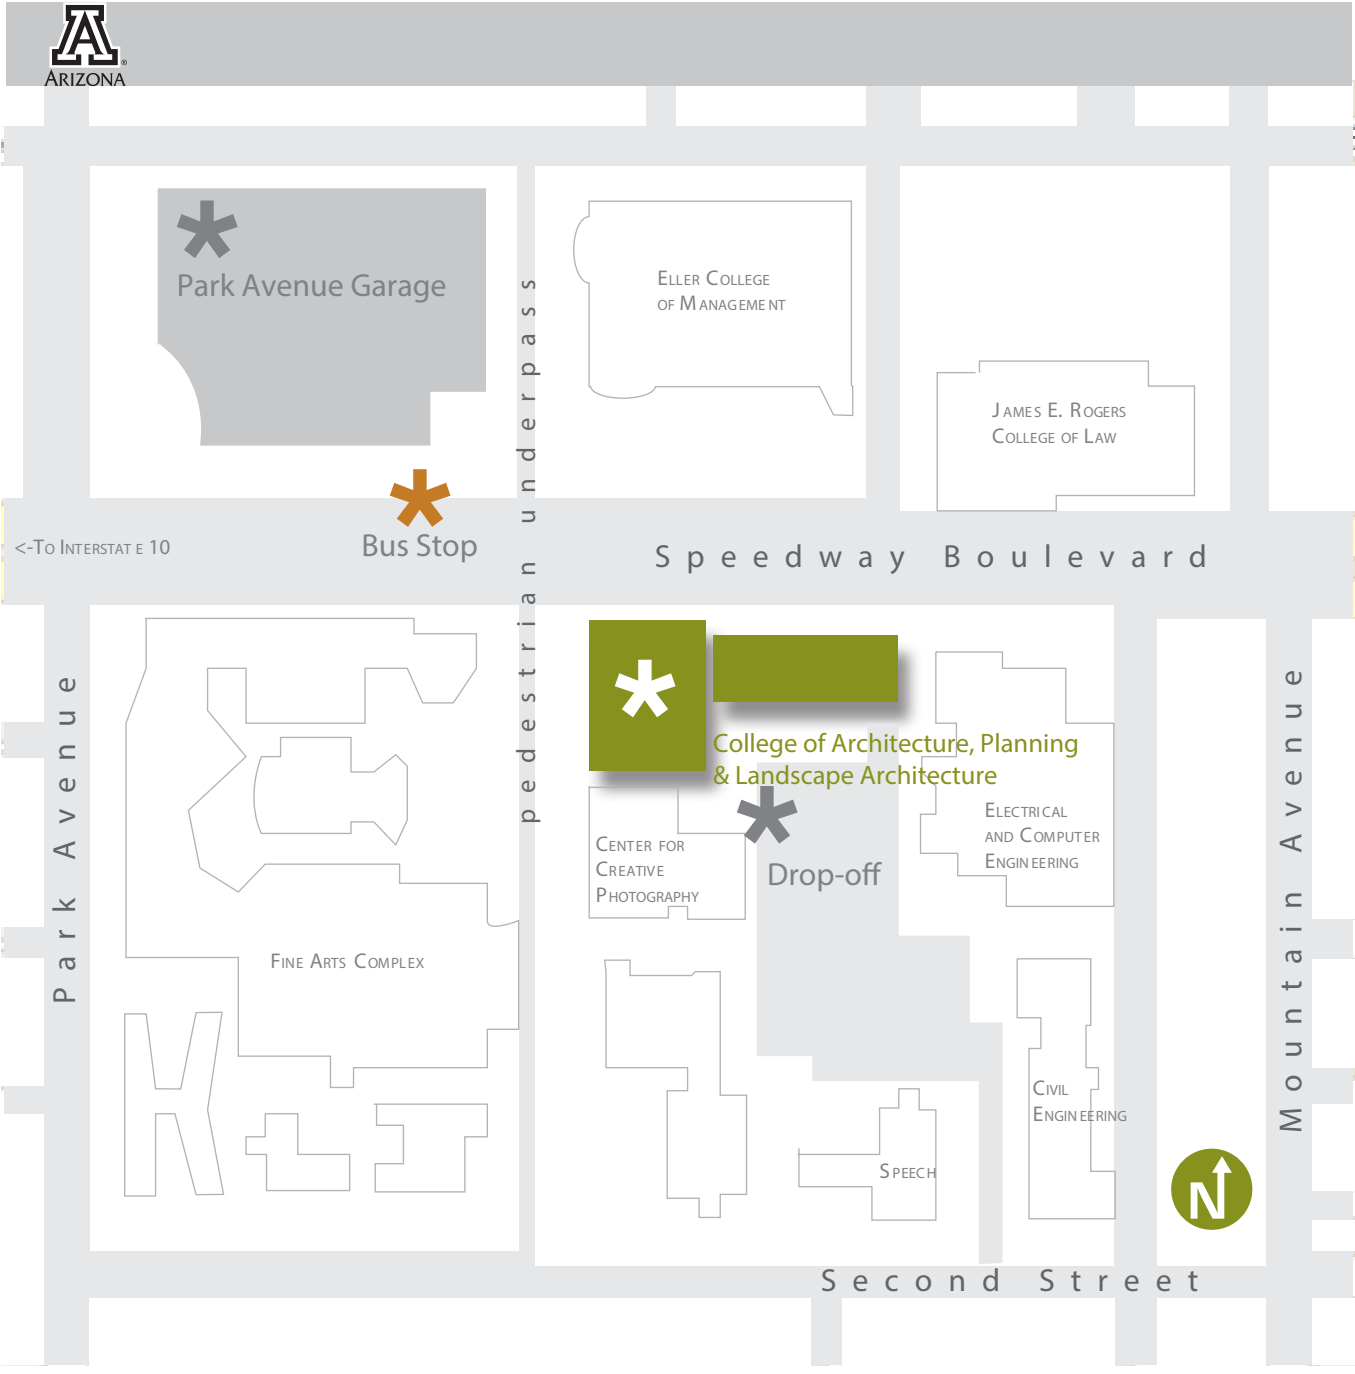 A
ARIZONA
Park Avenue Garage
ELLER COLLEGE
OF MANAGEMENT
JAMES E. ROGERS
COLLEGE OF LAW
pedestrian underpass
Bus Stop
<-TO INTERSTATE 10
Speedway Boulevard
College of Architecture, Planning
& Landscape Architecture
Park Avenue
Mountain Avenue
CENTER FOR
CREATIVE
PHOTOGRAPHY
Drop-off
ELECTRICAL
AND COMPUTER
ENGINEERING
FINE ARTS COMPLEX
CIVIL
ENGINEERING
SPEECH
N
Second Street